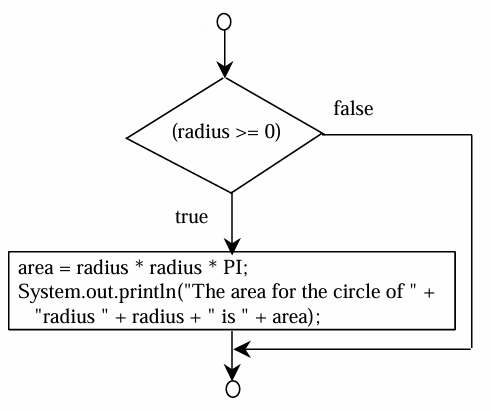 false
(radius >= 0)
true
area = radius * radius * PI;
System.out.println("The area for the circle of " +
"radius " + radius + " is " + area);